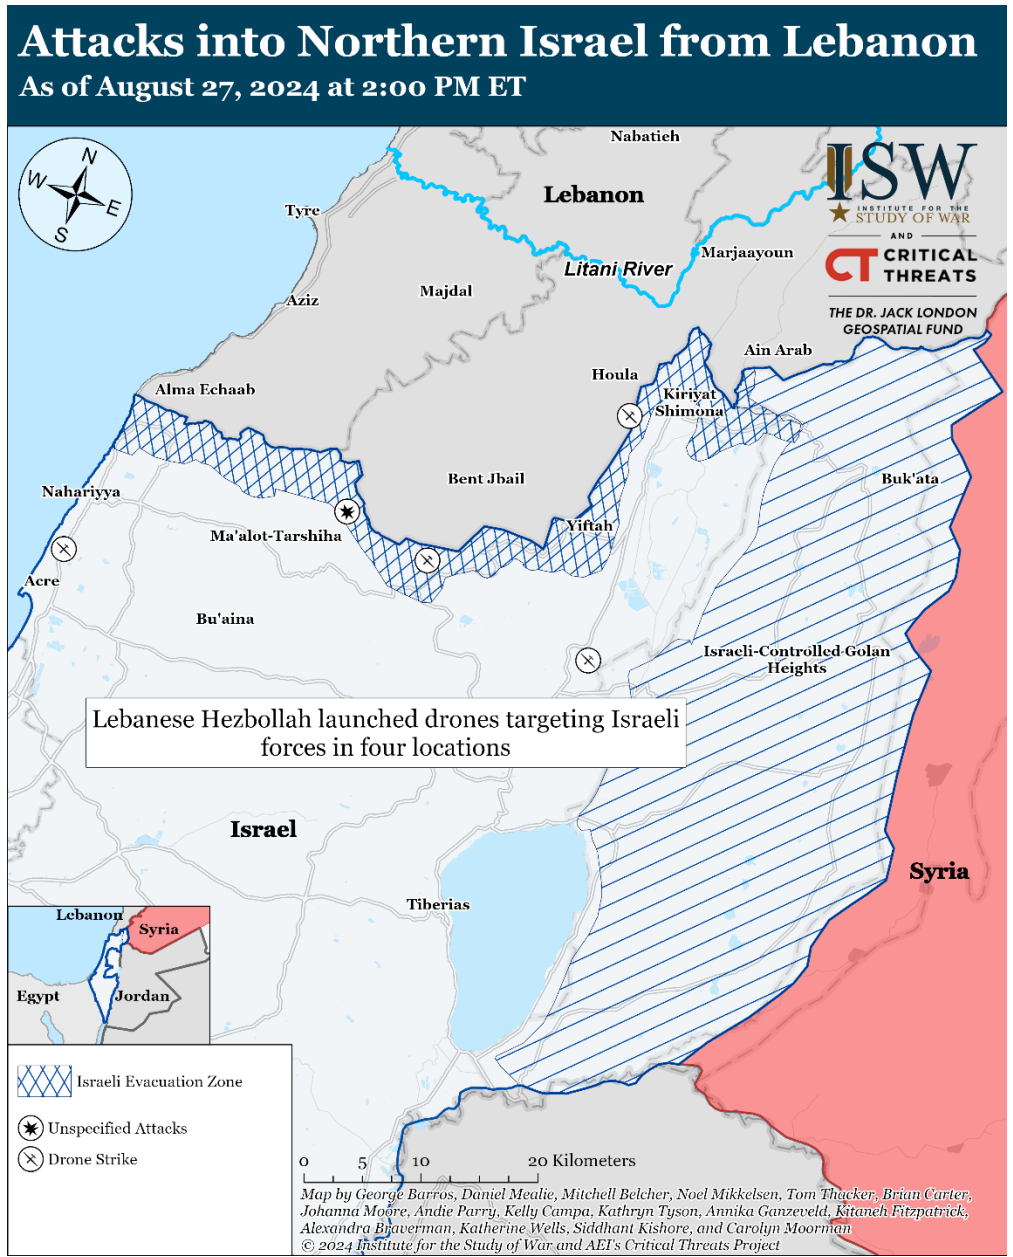 Attacks into Northern Israel from Lebanon
As of August 27, 2024 at 2:00 PM ET
N
W
E
S
Nabatieh
Lebanon
ISW
INSTITUTE FOR THE
STUDY OF WAR
AND
CT CRITICAL
THREATS
THE DR. JACK LONDON
GEOSPATIAL FUND
Tyre
Litani River
Marjaayoun
Aziz
Majdal
Alma Echaab
Houla
Ain Arab
Kiriyat
Shimona
Bent Jbail
Buk'ata
Nahariyya
Ma'alot-Tarshiha
Yiftah
Acre
Bu'aina
Israeli-Controlled Golan
Heights
Lebanese Hezbollah launched drones targeting Israeli
forces in four locations
Israel
Syria
Tiberias
Lebanon
Syria
Egypt
Jordan
Israeli Evacuation Zone
Unspecified Attacks
Drone Strike
0 5 10 20 Kilometers
Map by George Barros, Daniel Mealie, Mitchell Belcher, Noel Mikkelsen, Tom Thacker, Brian Carter,
Johanna Moore, Andie Parry, Kelly Campa, Kathryn Tyson, Annika Ganzeveld, Kitaneh Fitzpatrick,
Alexandra Braverman, Katherine Wells, Siddhant Kishore, and Carolyn Moorman
© 2024 Institute for the Study of War and AEI's Critical Threats Project